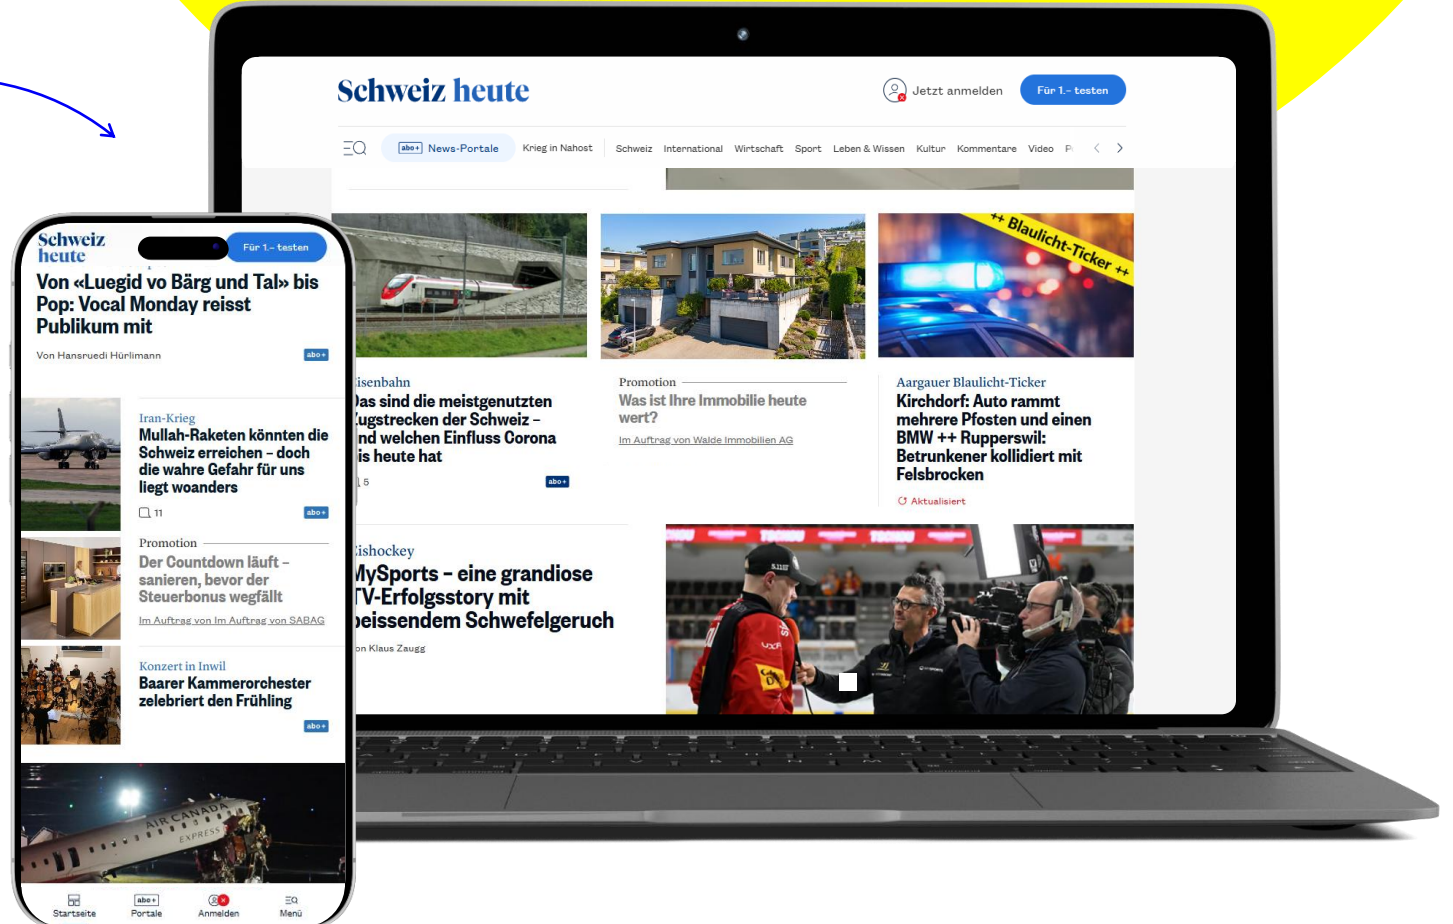 Schweiz heute
Jetzt anmelden
Für 1.– testen
abo+ News-Portale
Krieg in Nahost
Schweiz International Wirtschaft Sport Leben & Wissen Kultur Kommentare Video
++ Blaulicht-Ticker ++
Eisenbahn
Das sind die meistgenutzten
Zugstrecken der Schweiz –
und welchen Einfluss Corona
bis heute hat
5
abo+
Promotion
Was ist Ihre Immobilie heute
wert?
Im Auftrag von Walde Immobilien AG
Aargauer Blaulicht-Ticker
Kirchdorf: Auto rammt
mehrere Pfosten und einen
BMW ++ Rupperswil:
Betrunkener kollidiert mit
Felsbrocken
Aktualisiert
Eishockey
MySports – eine grandiose
TV-Erfolgsstory mit
beissendem Schwefelgeruch
Von Klaus Zaugg
Schweiz
heute
Für 1.– testen
Von «Luegid vo Bärg und Tal» bis
Pop: Vocal Monday reisst
Publikum mit
Von Hansruedi Hürlimann
abo+
Iran-Krieg
Mullah-Raketen könnten die
Schweiz erreichen – doch
die wahre Gefahr für uns
liegt woanders
11
abo+
Promotion
Der Countdown läuft –
sanieren, bevor der
Steuerbonus wegfällt
Im Auftrag von Im Auftrag von SABAG
Konzert in Inwil
Baarer Kammerorchester
zelebriert den Frühling
abo+
AIR CANADA
EXPRESS
Startseite
abo+
Portale
Anmelden
Menü